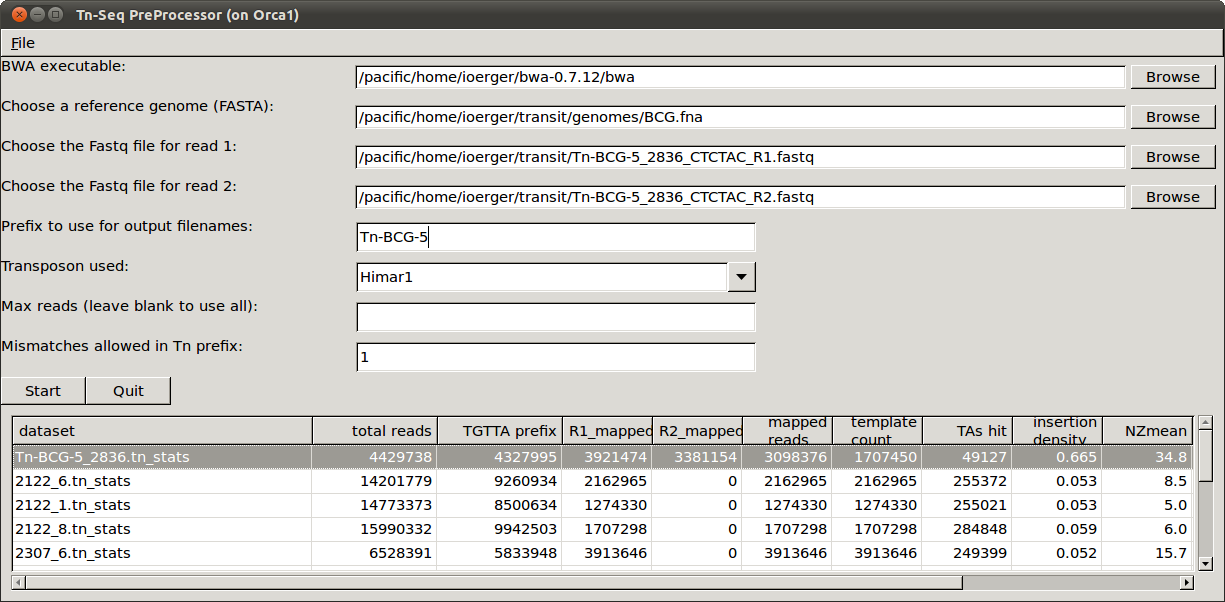 Tn-Seq PreProcessor (on Orca1)
File
BWA executable:
/pacific/home/ioerger/bwa-0.7.12/bwa Browse
Choose a reference genome (FASTA):
/pacific/home/ioerger/transit/genomes/BCG.fna Browse
Choose the Fastq file for read 1:
/pacific/home/ioerger/transit/Tn-BCG-5_2836_CTCTAC_R1.fastq Browse
Choose the Fastq file for read 2:
/pacific/home/ioerger/transit/Tn-BCG-5_2836_CTCTAC_R2.fastq Browse
Prefix to use for output filenames:
Tn-BCG-5
Transposon used:
Himar1
Max reads (leave blank to use all):
Mismatches allowed in Tn prefix:
1
Start Quit
dataset total reads TGTTA prefix R1_mapped R2_mapped mapped reads template count TAs hit insertion density NZmean
Tn-BCG-5_2836.tn_stats 4429738 4327995 3921474 3381154 3098376 1707450 49127 0.665 34.8
2122_6.tn_stats 14201779 9260934 2162965 0 2162965 2162965 255372 0.053 8.5
2122_1.tn_stats 14773373 8500634 1274330 0 1274330 1274330 255021 0.053 5.0
2122_8.tn_stats 15990332 9942503 1707298 0 1707298 1707298 284848 0.059 6.0
2307_6.tn_stats 6528391 5833948 3913646 0 3913646 3913646 249399 0.052 15.7